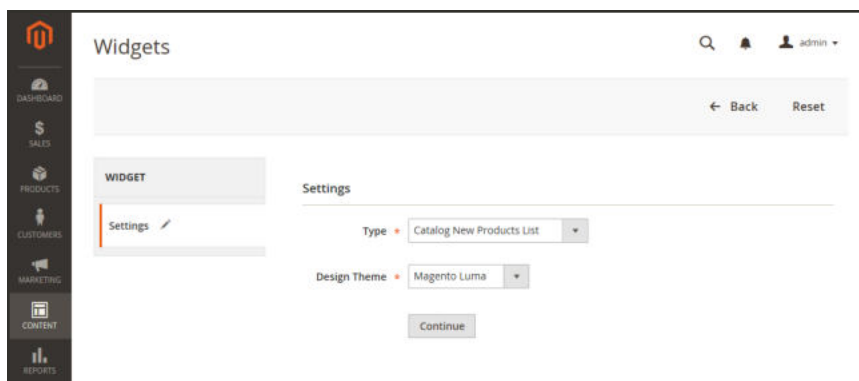 Widgets
admin
DASHBOARD
Back Reset
SALES
WIDGET
PRODUCTS
Settings
Settings
Type * Catalog New Products List
CUSTOMERS
MARKETING
Design Theme * Magento Luma
CONTENT
Continue
REPORTS